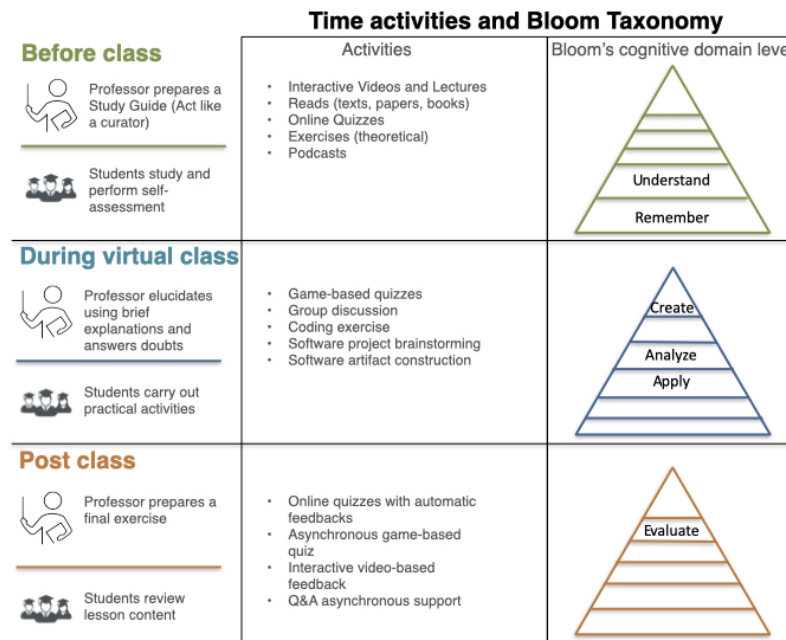 Time activities and Bloom Taxonomy
Activities
Bloom's cognitive domain leve
Before class
Professor prepares a
Study Guide (Act like
a curator)
Students study and
perform self-
assessment
• Interactive Videos and Lectures
• Reads (texts, papers, books)
• Online Quizzes
• Exercises (theoretical)
• Podcasts
Understand
Remember
During virtual class
Professor elucidates
using brief
explanations and
answers doubts
Students carry out
practical activities
• Game-based quizzes
• Group discussion
• Coding exercise
• Software project brainstorming
• Software artifact construction
Create
Analyze
Apply
Post class
Professor prepares a
final exercise
Students review
lesson content
• Online quizzes with automatic
feedbacks
• Asynchronous game-based
quiz
• Interactive video-based
feedback
• Q&A asynchronous support
Evaluate